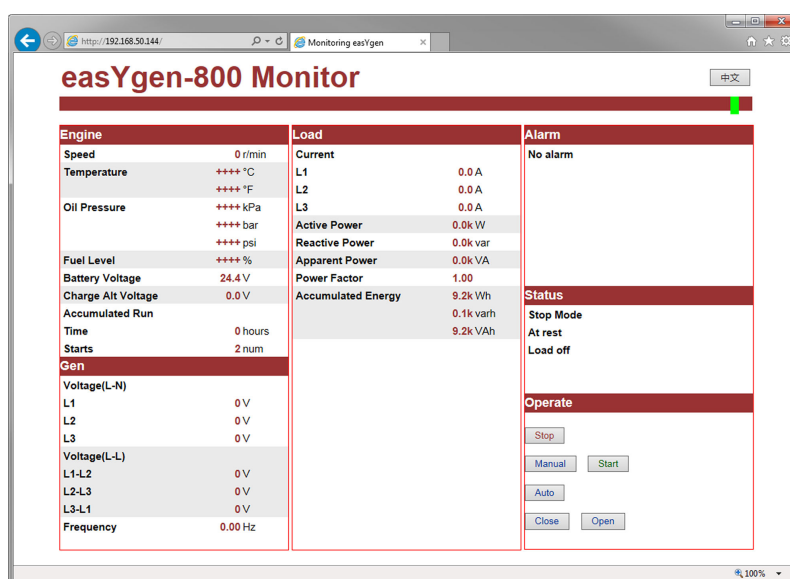 http://192.168.50.144/
Monitoring easYgen
easYgen-800 Monitor
中文
Engine
Speed 0 r/min
Temperature ++++ °C
++++ °F
Oil Pressure ++++ kPa
++++ bar
++++ psi
Fuel Level ++++ %
Battery Voltage 24.4 V
Charge Alt Voltage 0.0 V
Accumulated Run
Time 0 hours
Starts 2 num
Gen
Voltage(L-N)
L1 0 V
L2 0 V
L3 0 V
Voltage(L-L)
L1-L2 0 V
L2-L3 0 V
L3-L1 0 V
Frequency 0.00 Hz
Load
Current
L1 0.0 A
L2 0.0 A
L3 0.0 A
Active Power 0.0k W
Reactive Power 0.0k var
Apparent Power 0.0k VA
Power Factor 1.00
Accumulated Energy 9.2k Wh
0.1k varh
9.2k VAh
Alarm
No alarm
Status
Stop Mode
At rest
Load off
Operate
Stop
Manual Start
Auto
Close Open
100%